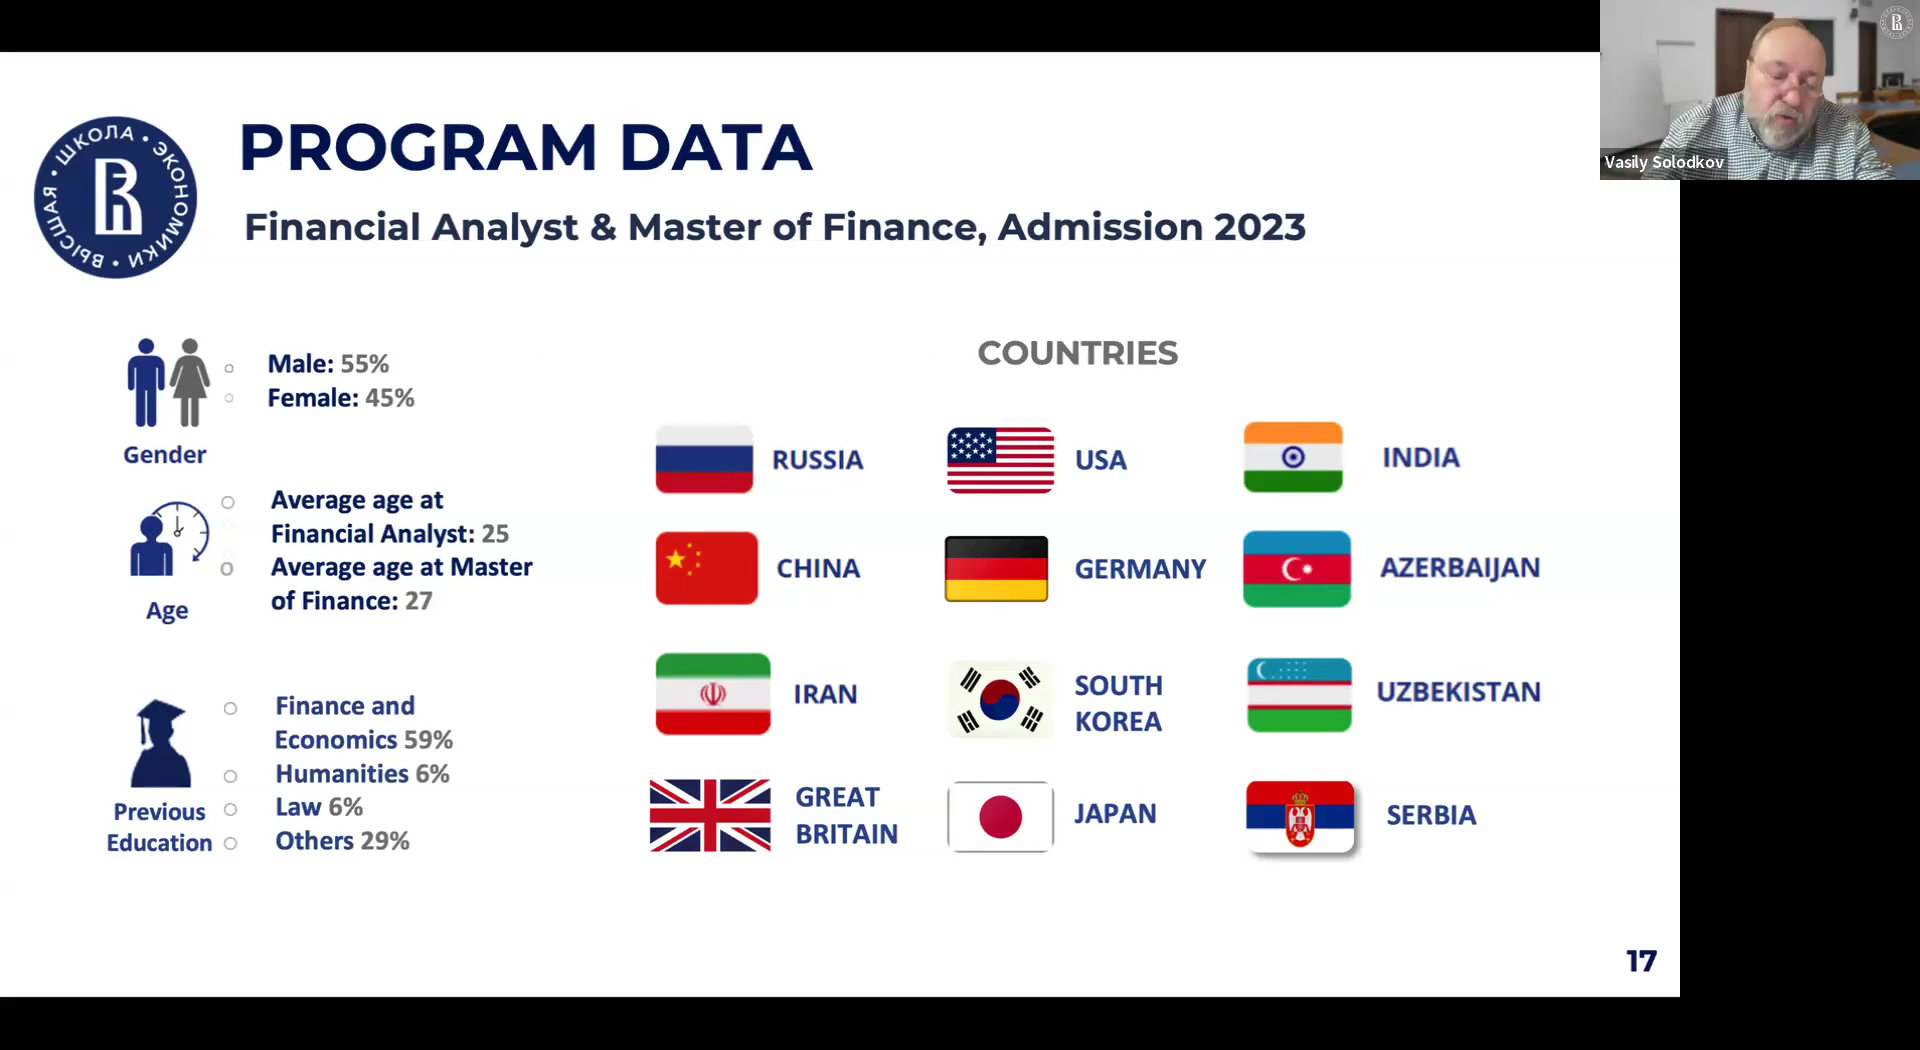 ВЫСШАЯ • ШКОЛА • ЭКОНОМИКИ •
PROGRAM DATA
Financial Analyst & Master of Finance, Admission 2023
Vasily Solodkov
Male: 55%
Female: 45%
Gender
Average age at
Financial Analyst: 25
Average age at Master
of Finance: 27
Age
Finance and
Economics 59%
Humanities 6%
Law 6%
Others 29%
Previous
Education
COUNTRIES
RUSSIA
USA
INDIA
CHINA
GERMANY
AZERBAIJAN
IRAN
SOUTH
KOREA
UZBEKISTAN
GREAT
BRITAIN
JAPAN
SERBIA
17